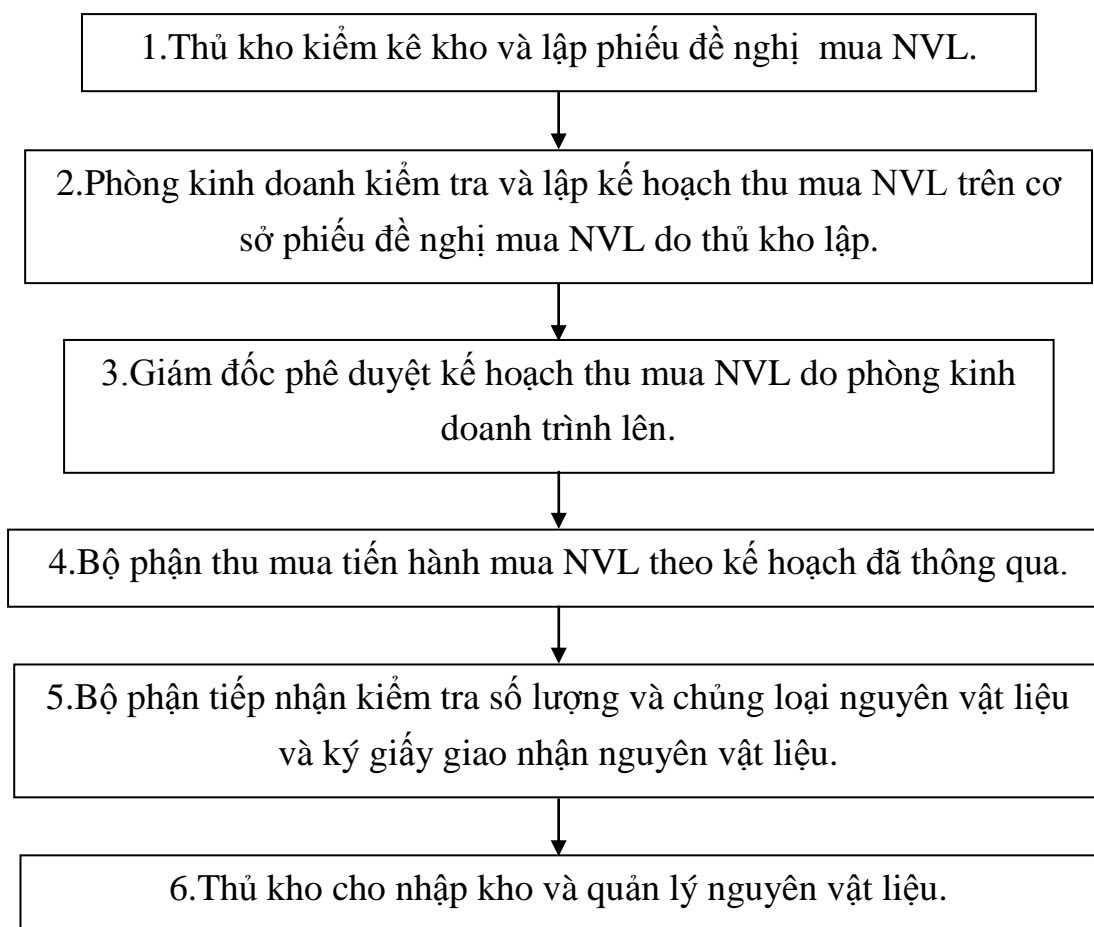 1.Thủ kho kiểm kê kho và lập phiếu đề nghị mua NVL.
2.Phòng kinh doanh kiểm tra và lập kế hoạch thu mua NVL trên cơ
sở phiếu đề nghị mua NVL do thủ kho lập.
3.Giám đốc phê duyệt kế hoạch thu mua NVL do phòng kinh
doanh trình lên.
4.Bộ phận thu mua tiến hành mua NVL theo kế hoạch đã thông qua.
5.Bộ phận tiếp nhận kiểm tra số lượng và chủng loại nguyên vật liệu
và ký giấy giao nhận nguyên vật liệu.
6.Thủ kho cho nhập kho và quản lý nguyên vật liệu.